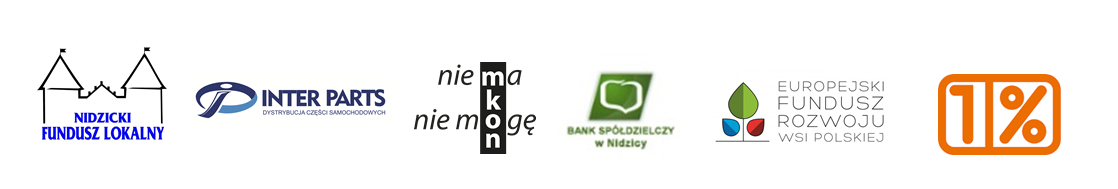 NIDZICKI
FUNDUSZ LOKALNY
INTER PARTS
DYSTRYBUCJA CZĘŚCI SAMOCHODOWYCH
nie ma
nie mogę
mkon
BANK SPÓŁDZIELCZY
w Nidzicy
EUROPEJSKI
FUNDUSZ
ROZWOJU
WSI POLSKIEJ
1%